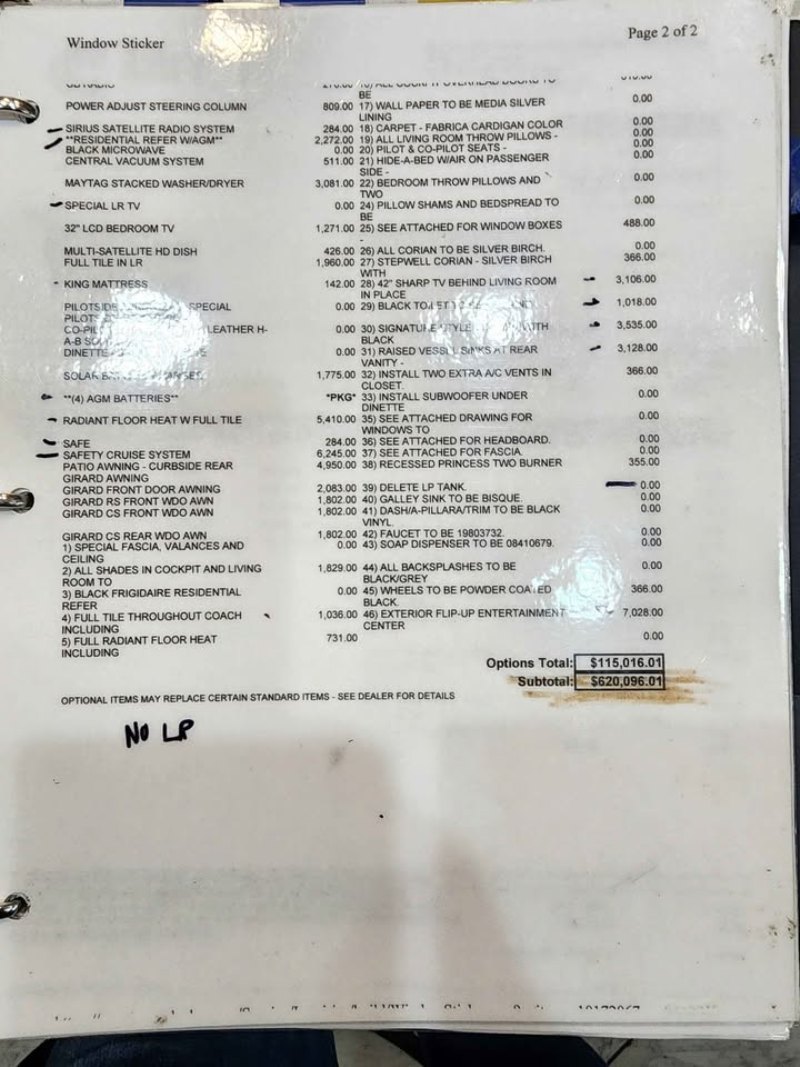 Window Sticker
Page 2 of 2
BE
POWER ADJUST STEERING COLUMN 809.00 17) WALL PAPER TO BE MEDIA SILVER 0.00
LINING
SIRIUS SATELLITE RADIO SYSTEM 284.00 18) CARPET - FABRICA CARDIGAN COLOR 0.00
**RESIDENTIAL REFER W/AGM** 2,272.00 19) ALL LIVING ROOM THROW PILLOWS - 0.00
BLACK MICROWAVE 0.00 20) PILOT & CO-PILOT SEATS - 0.00
CENTRAL VACUUM SYSTEM 511.00 21) HIDE-A-BED W/AIR ON PASSENGER 0.00
SIDE -
MAYTAG STACKED WASHER/DRYER 3,081.00 22) BEDROOM THROW PILLOWS AND 0.00
TWO
SPECIAL LR TV 0.00 24) PILLOW SHAMS AND BEDSPREAD TO 0.00
BE
32" LCD BEDROOM TV 1,271.00 25) SEE ATTACHED FOR WINDOW BOXES 488.00
-
MULTI-SATELLITE HD DISH 426.00 26) ALL CORIAN TO BE SILVER BIRCH. 0.00
FULL TILE IN LR 1,960.00 27) STEPWELL CORIAN - SILVER BIRCH 366.00
WITH
KING MATTRESS 142.00 28) 42" SHARP TV BEHIND LIVING ROOM 3,106.00
IN PLACE
SPECIAL 0.00 29) BLACK 1,018.00
LEATHER H- 0.00 30) BLACK 3,535.00
DINETTE 0.00 31) RAISED VESSEL SINKS AT REAR 3,128.00
VANITY -
SOLAR 1,775.00 32) INSTALL TWO EXTRA A/C VENTS IN 366.00
CLOSET.
**(4) AGM BATTERIES** *PKG* 33) INSTALL SUBWOOFER UNDER 0.00
DINETTE
RADIANT FLOOR HEAT W FULL TILE 5,410.00 35) SEE ATTACHED DRAWING FOR 0.00
WINDOWS TO
SAFE 284.00 36) SEE ATTACHED FOR HEADBOARD. 0.00
SAFETY CRUISE SYSTEM 6,245.00 37) SEE ATTACHED FOR FASCIA. 0.00
PATIO AWNING - CURBSIDE REAR 4,950.00 38) RECESSED PRINCESS TWO BURNER 355.00
GIRARD AWNING
GIRARD FRONT DOOR AWNING 2,083.00 39) DELETE LP TANK. 0.00
GIRARD RS FRONT WDO AWN 1,802.00 40) GALLEY SINK TO BE BISQUE. 0.00
GIRARD CS FRONT WDO AWN 1,802.00 41) DASH/A-PILLARA/TRIM TO BE BLACK 0.00
VINYL.
GIRARD CS REAR WDO AWN 1,802.00 42) FAUCET TO BE 19803732. 0.00
1) SPECIAL FASCIA, VALANCES AND 0.00 43) SOAP DISPENSER TO BE 08410679. 0.00
CEILING
2) ALL SHADES IN COCKPIT AND LIVING 1,829.00 44) ALL BACKSPLASHES TO BE 0.00
ROOM TO BLACK/GREY
3) BLACK FRIGIDAIRE RESIDENTIAL 0.00 45) WHEELS TO BE POWDER COATED 366.00
REFER BLACK.
4) FULL TILE THROUGHOUT COACH 1,036.00 46) EXTERIOR FLIP-UP ENTERTAINMENT 7,028.00
INCLUDING CENTER
5) FULL RADIANT FLOOR HEAT 731.00 0.00
INCLUDING
Options Total: $115,016.01
Subtotal: $620,096.01
OPTIONAL ITEMS MAY REPLACE CERTAIN STANDARD ITEMS - SEE DEALER FOR DETAILS
NO LP